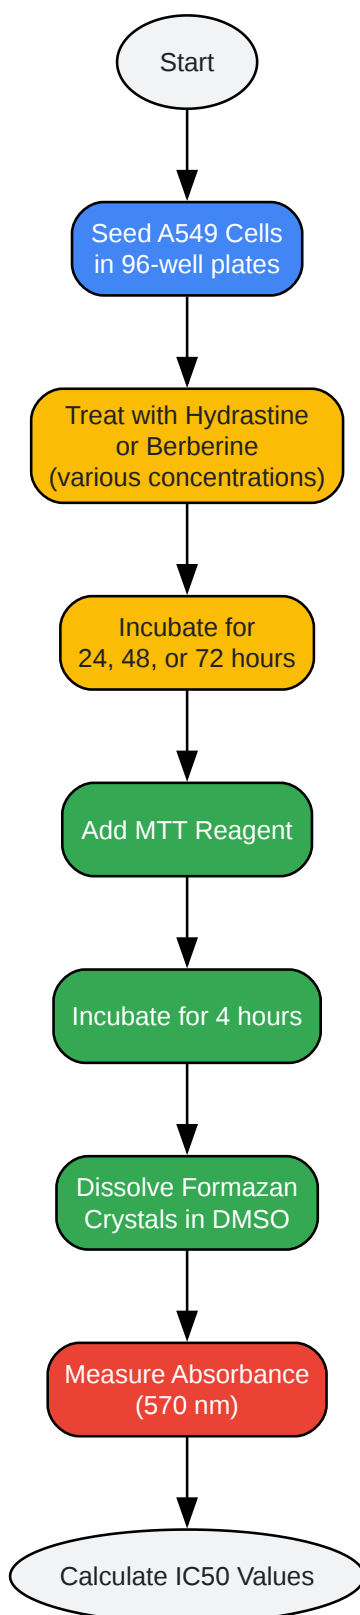 Start
Seed A549 Cells
in 96-well plates
Treat with Hydrastine
or Berberine
(various concentrations)
Incubate for
24, 48, or 72 hours
Add MTT Reagent
Incubate for 4 hours
Dissolve Formazan
Crystals in DMSO
Measure Absorbance
(570 nm)
Calculate IC50 Values